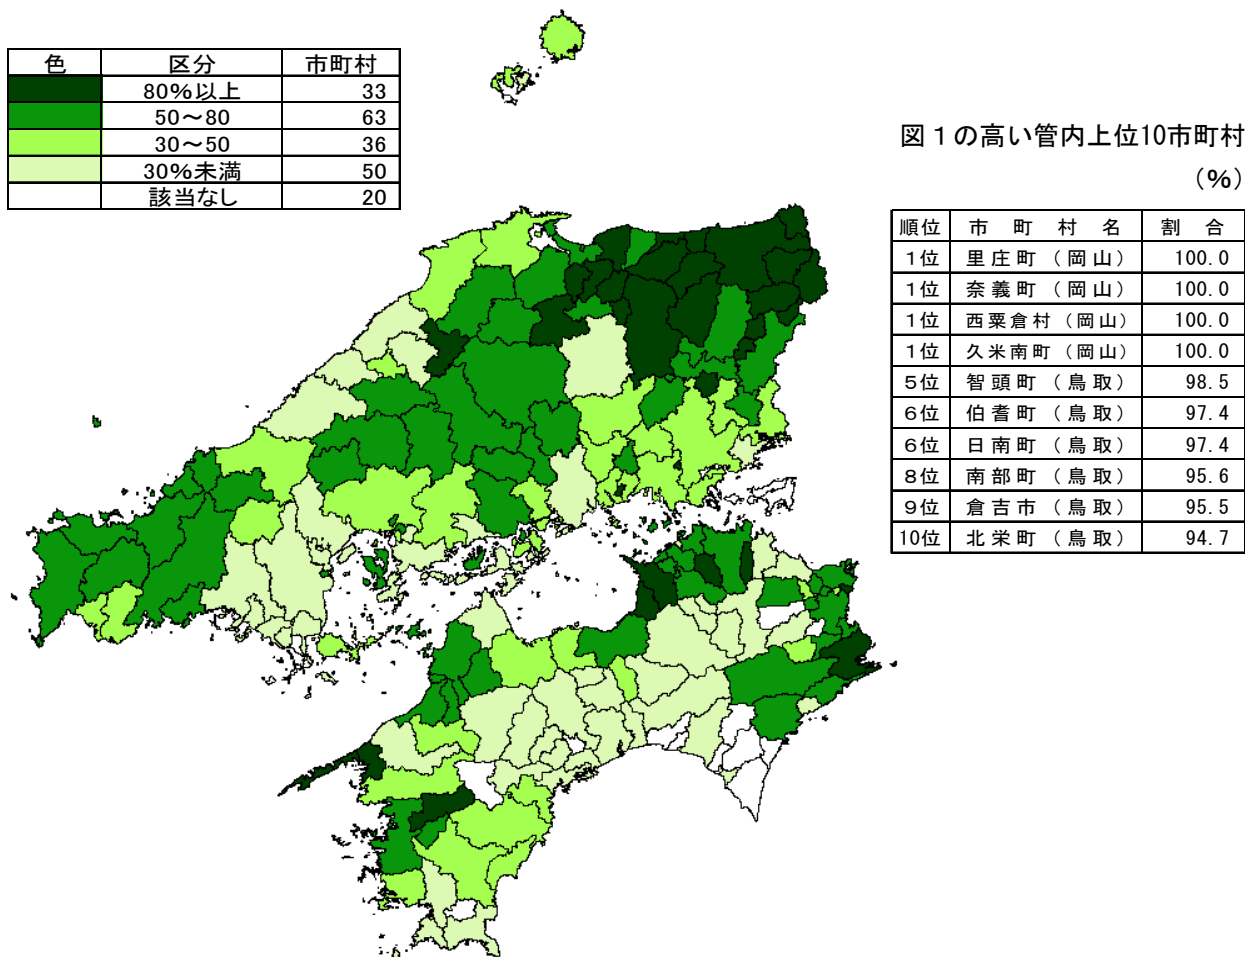 色 区分 市町村
80%以上 33
50～80 63
30～50 36
30%未満 50
該当なし 20
図１の高い管内上位10市町村
（％）
順位 市町村名 割合
1位 里庄町（岡山） 100.0
1位 奈義町（岡山） 100.0
1位 西粟倉村（岡山） 100.0
1位 久米南町（岡山） 100.0
5位 智頭町（鳥取） 98.5
6位 伯耆町（鳥取） 97.4
6位 日南町（鳥取） 97.4
8位 南部町（鳥取） 95.6
9位 倉吉市（鳥取） 95.5
10位 北栄町（鳥取） 94.7